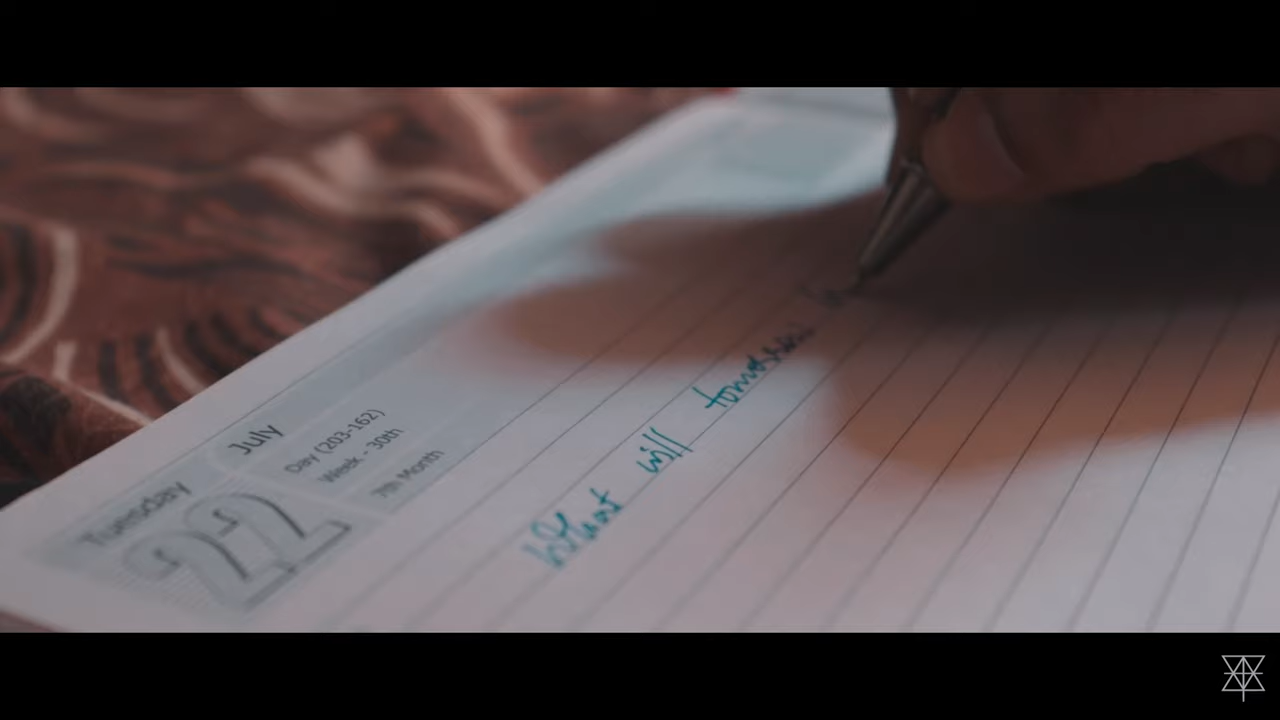 Tuesday
22
July
Day (203-162)
Week - 30th
7th Month
What will tomorrow